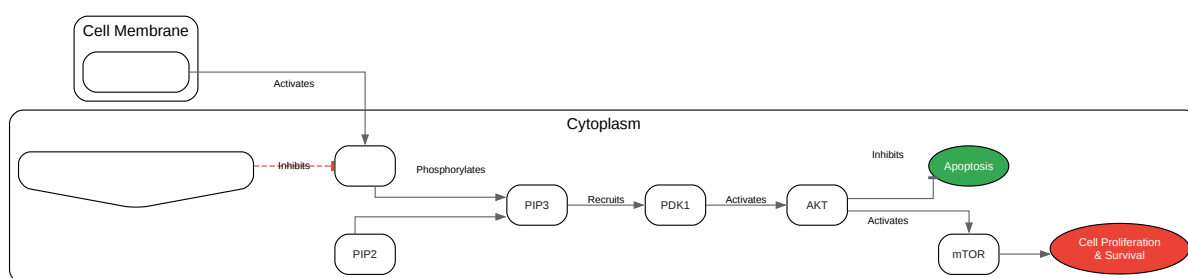 Cell Membrane
Activates
Cytoplasm
Inhibits
Phosphorylates
PIP2
PIP3
Recruits
PDK1
Activates
AKT
Inhibits
Apoptosis
Activates
mTOR
Cell Proliferation
& Survival